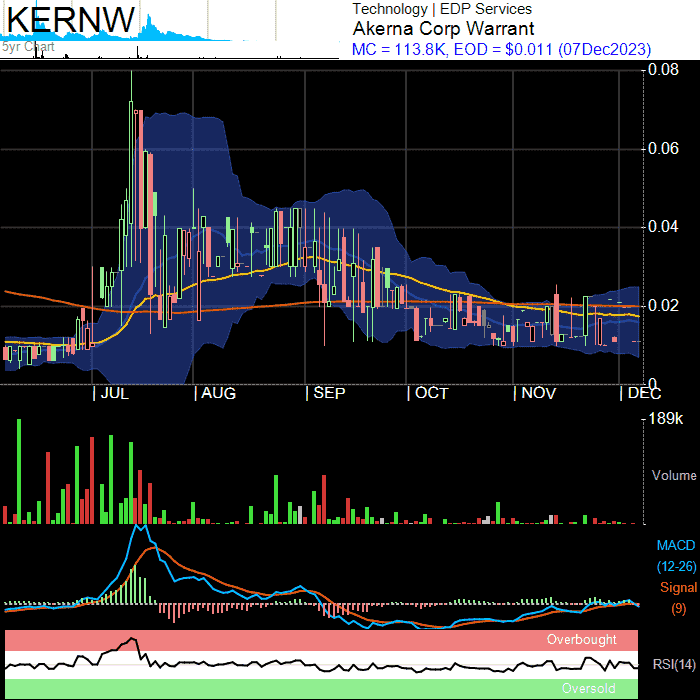 KERNW
5yr Chart
Technology | EDP Services
Akerna Corp Warrant
MC = 113.8K, EOD = $0.011 (07Dec2023)
0.08
0.06
0.04
0.02
0
JUL AUG SEP OCT NOV DEC
189k
Volume
MACD
(12-26)
Signal
(9)
Overbought
RSI(14)
Oversold